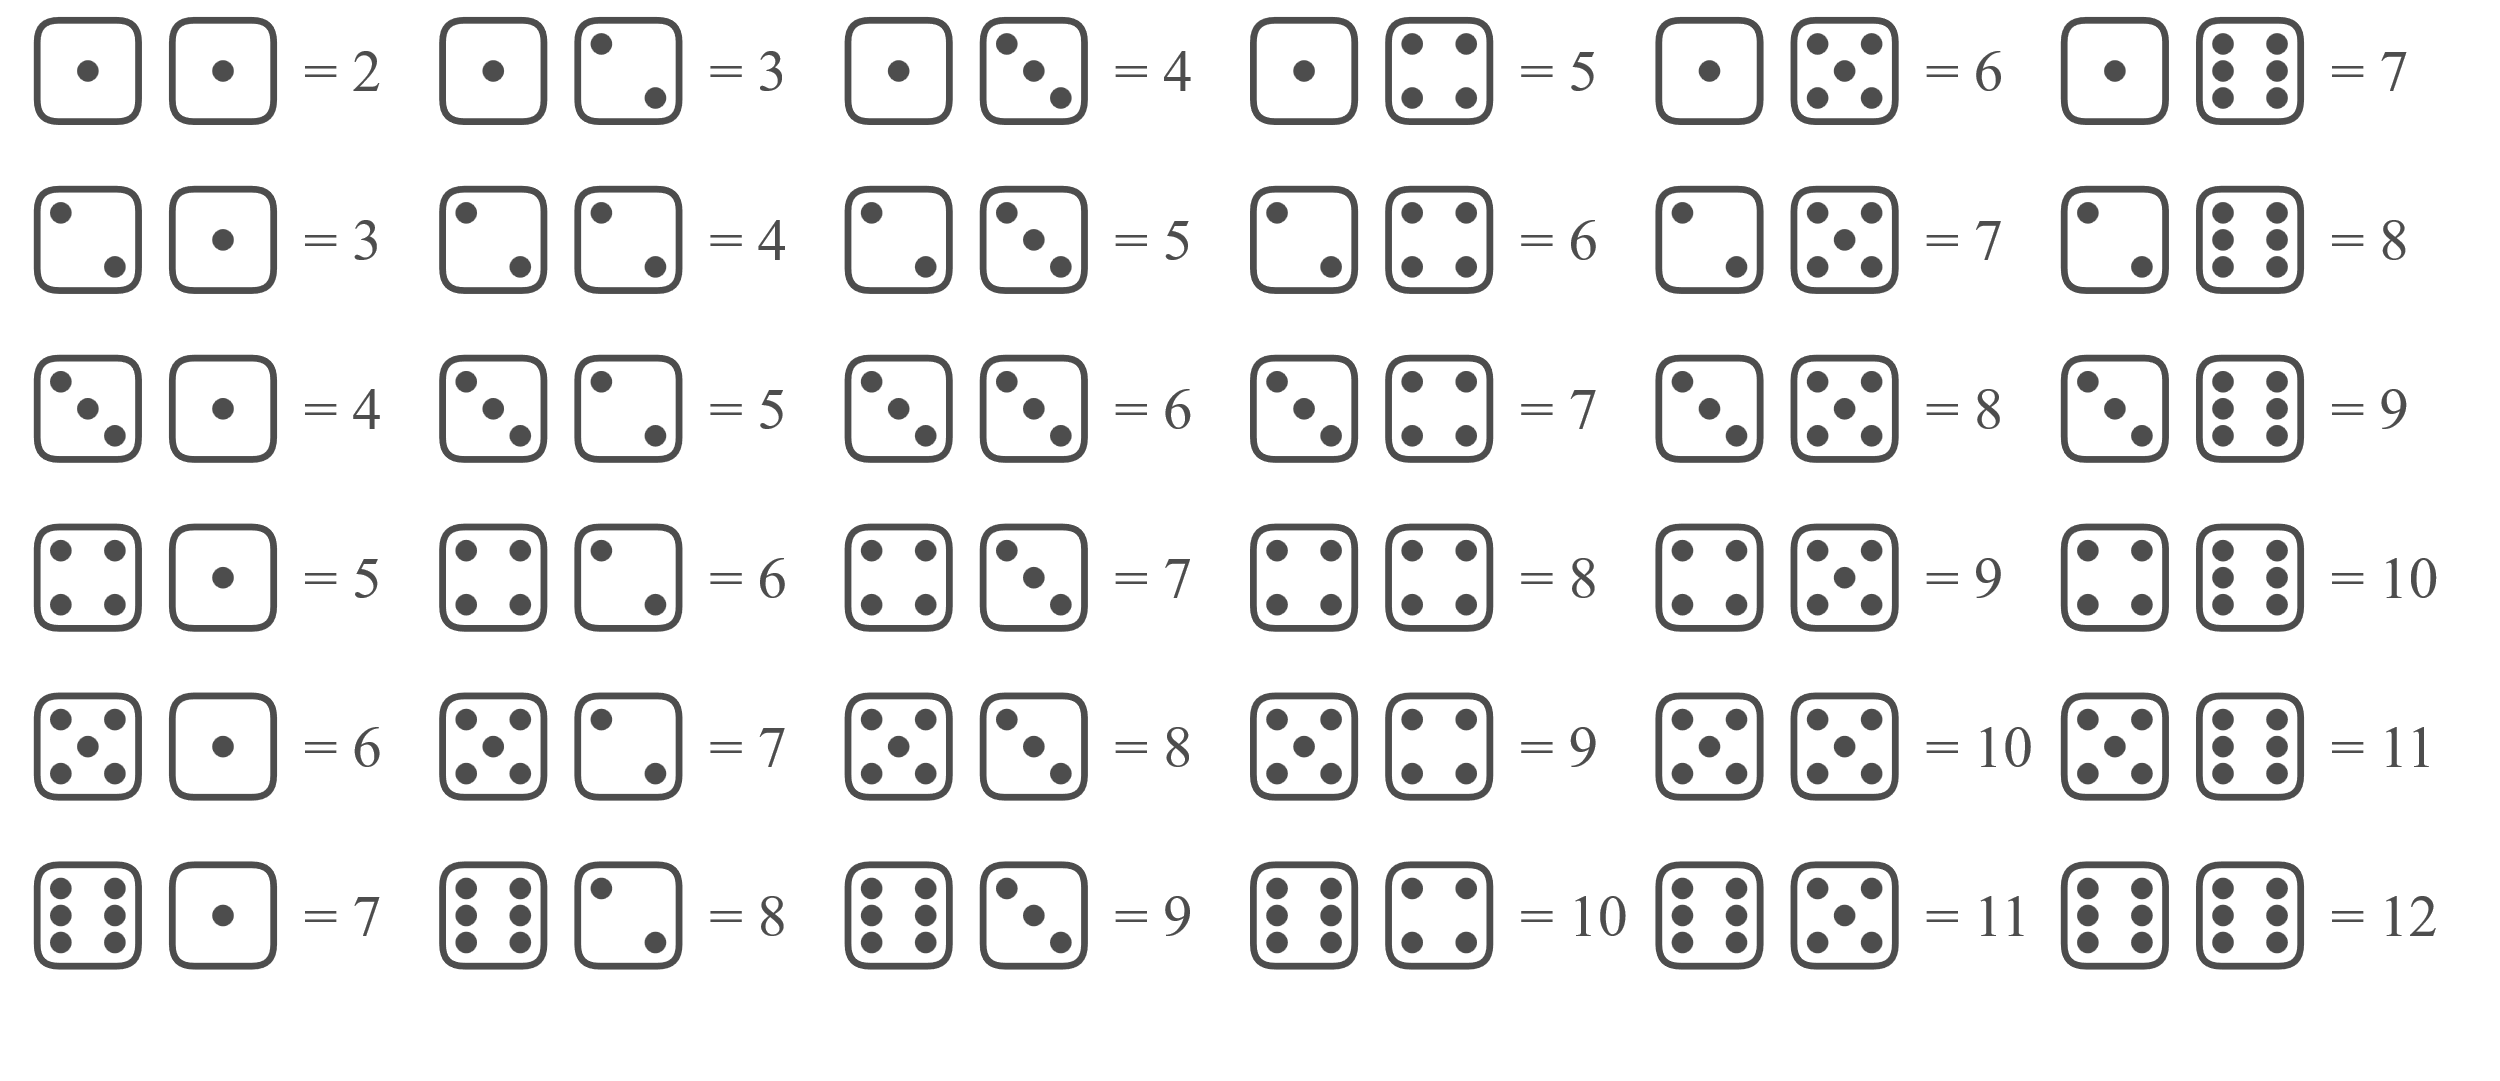 = 2 = 3 = 4 = 5 = 6 = 7
= 3 = 4 = 5 = 6 = 7 = 8
= 4 = 5 = 6 = 7 = 8 = 9
= 5 = 6 = 7 = 8 = 9 = 10
= 6 = 7 = 8 = 9 = 10 = 11
= 7 = 8 = 9 = 10 = 11 = 12